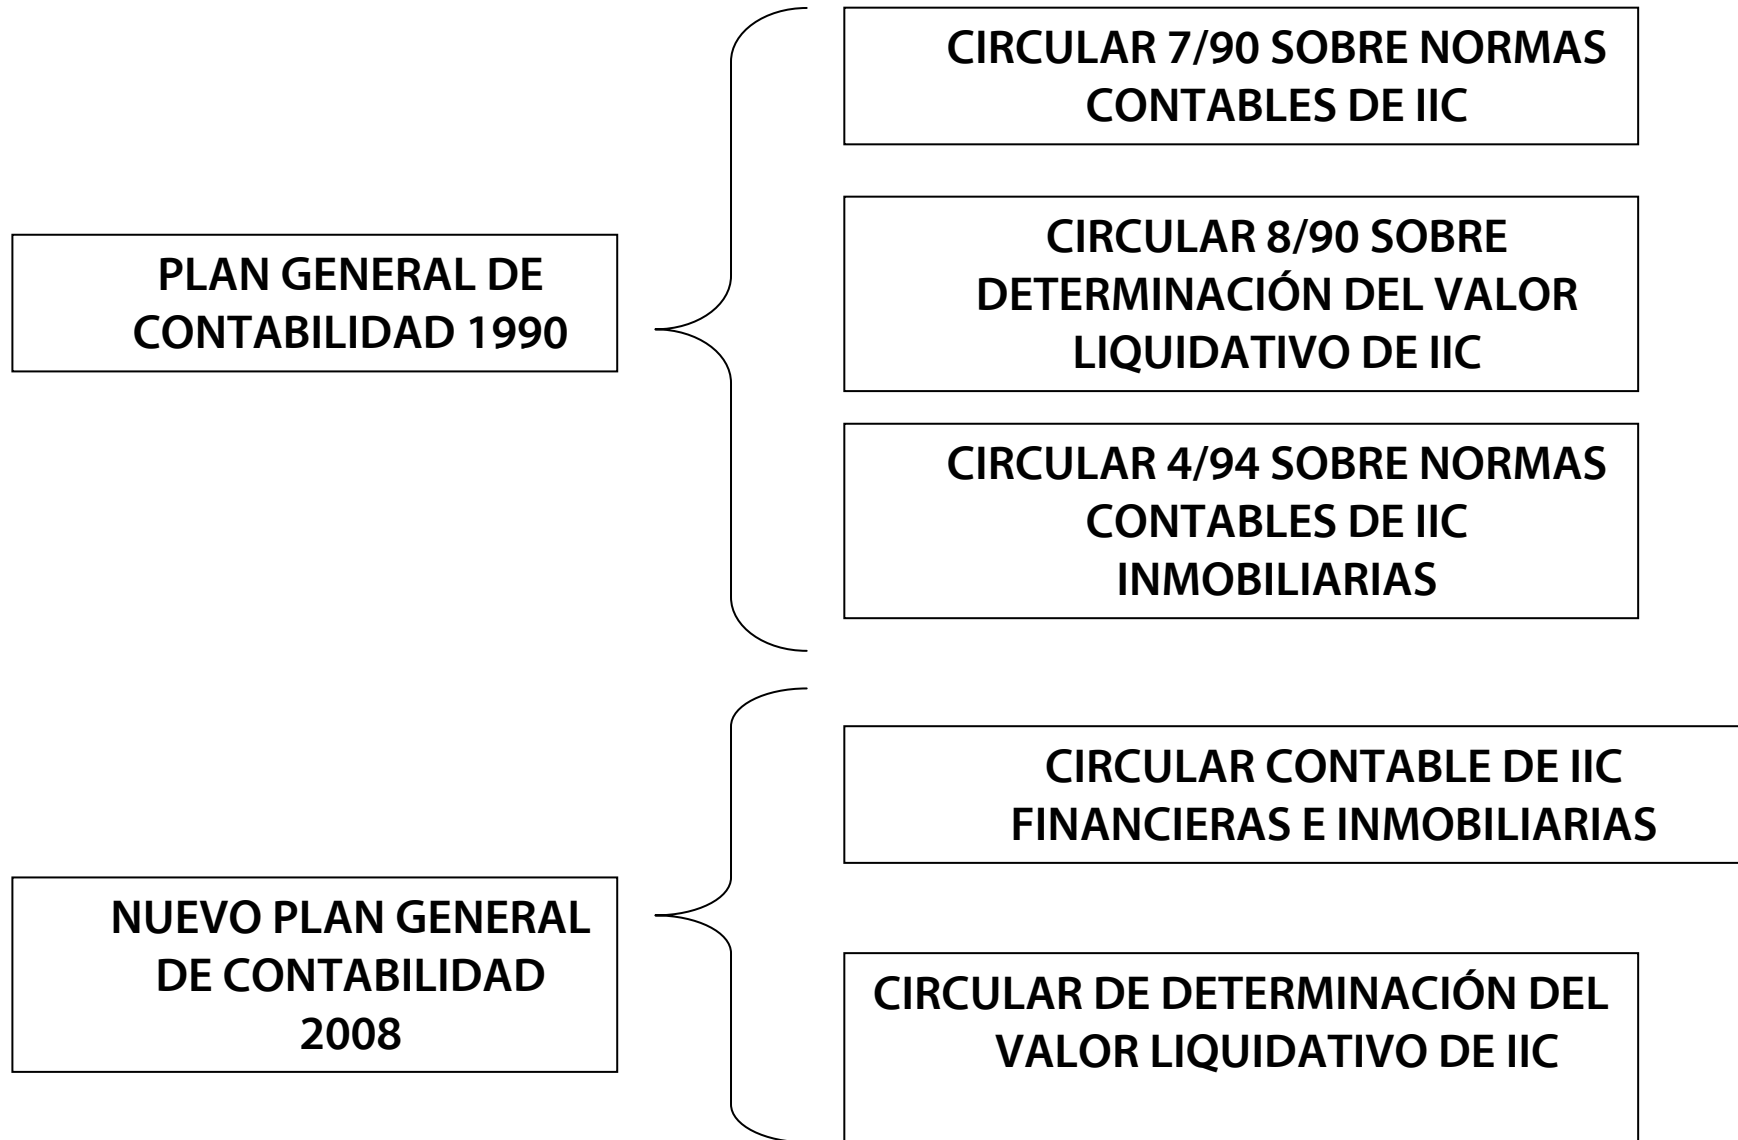 PLAN GENERAL DE
CONTABILIDAD 1990
CIRCULAR 7/90 SOBRE NORMAS
CONTABLES DE IIC
CIRCULAR 8/90 SOBRE
DETERMINACIÓN DEL VALOR
LIQUIDATIVO DE IIC
CIRCULAR 4/94 SOBRE NORMAS
CONTABLES DE IIC
INMOBILIARIAS
NUEVO PLAN GENERAL
DE CONTABILIDAD
2008
CIRCULAR CONTABLE DE IIC
FINANCIERAS E INMOBILIARIAS
CIRCULAR DE DETERMINACIÓN DEL
VALOR LIQUIDATIVO DE IIC